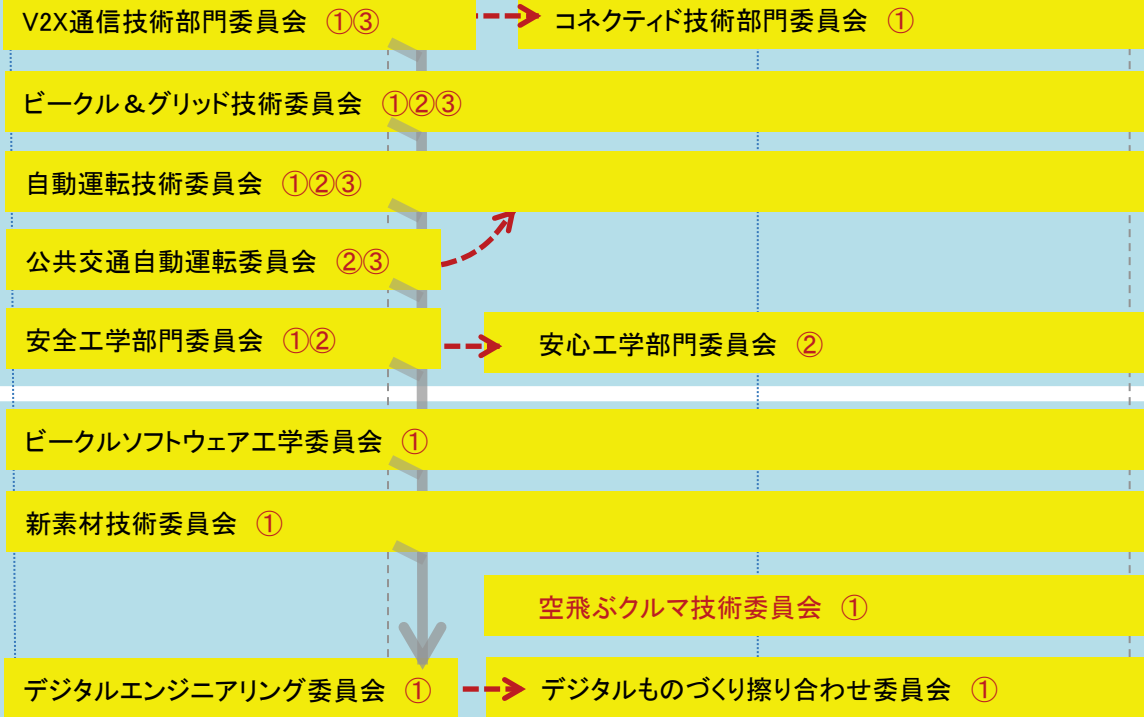 V2X通信技術部門委員会 ①③
コネクティド技術部門委員会 ①
ビークル＆グリッド技術委員会 ①②③
自動運転技術委員会 ①②③
公共交通自動運転委員会 ②③
安全工学部門委員会 ①②
安心工学部門委員会 ②
ビークルソフトウェア工学委員会 ①
新素材技術委員会 ①
空飛ぶクルマ技術委員会 ①
デジタルエンジニアリング委員会 ①
デジタルものづくり擦り合わせ委員会 ①